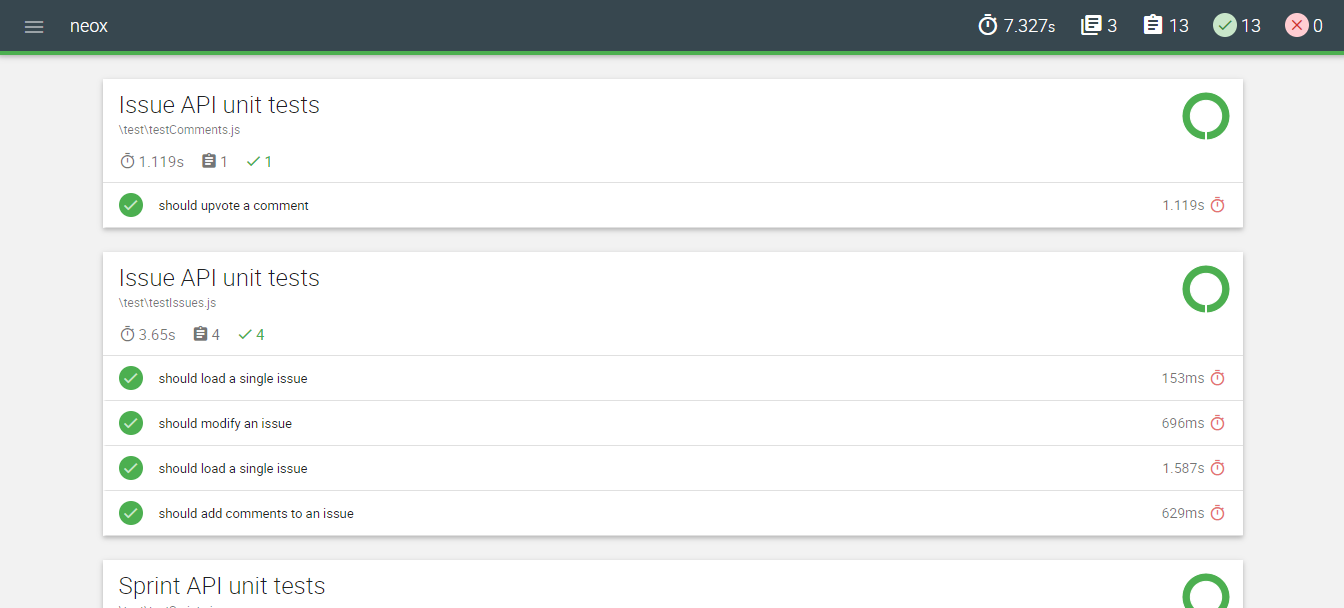 neox 7.327s 3 13 13 0
Issue API unit tests
\test\testComments.js
1.119s 1 1
should upvote a comment 1.119s
Issue API unit tests
\test\testIssues.js
3.65s 4 4
should load a single issue 153ms
should modify an issue 696ms
should load a single issue 1.587s
should add comments to an issue 629ms
Sprint API unit tests